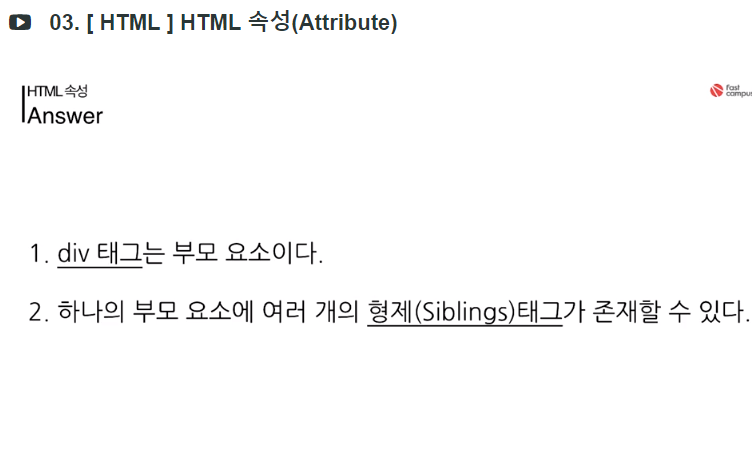 03. [ HTML ] HTML 속성(Attribute)
HTML 속성
Answer
fast
campus
1. div 태그는 부모 요소이다.
2. 하나의 부모 요소에 여러 개의 형제(Siblings)태그가 존재할 수 있다.